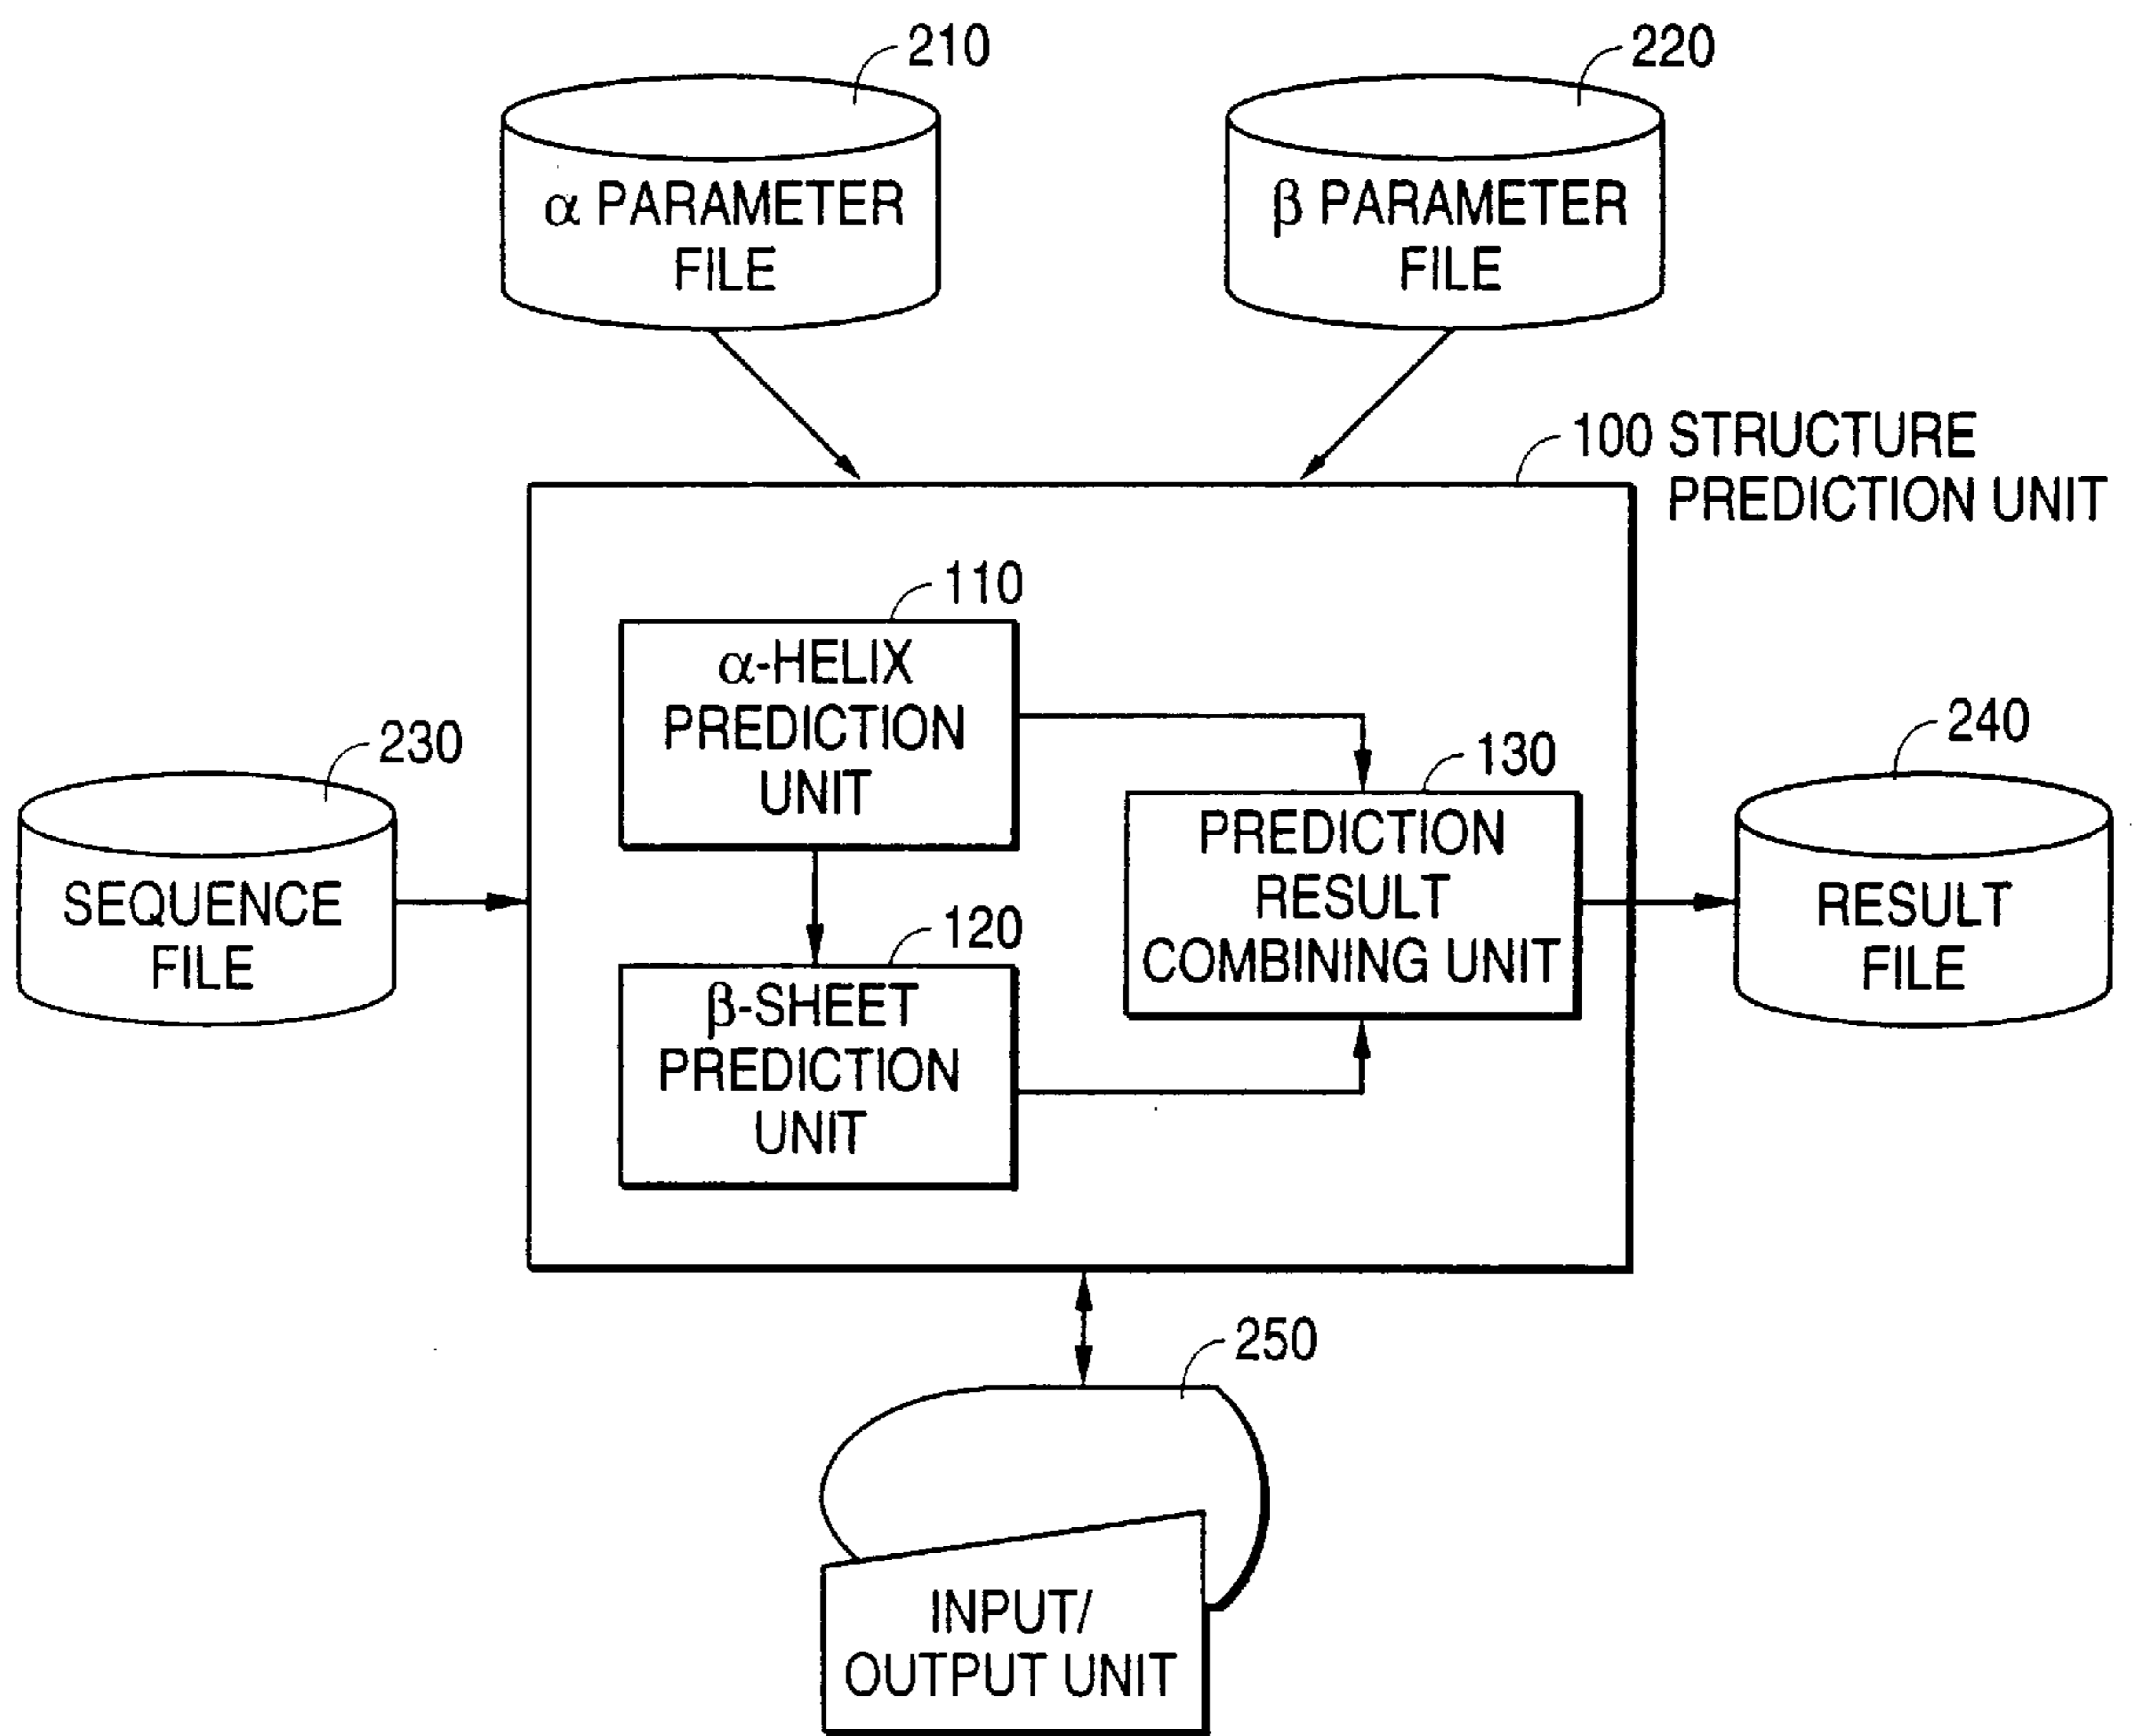 210
α PARAMETER
FILE
220
β PARAMETER
FILE
100 STRUCTURE
PREDICTION UNIT
110
α-HELIX
PREDICTION
UNIT
230
SEQUENCE
FILE
120
β-SHEET
PREDICTION
UNIT
130
PREDICTION
RESULT
COMBINING UNIT
240
RESULT
FILE
250
INPUT/
OUTPUT UNIT